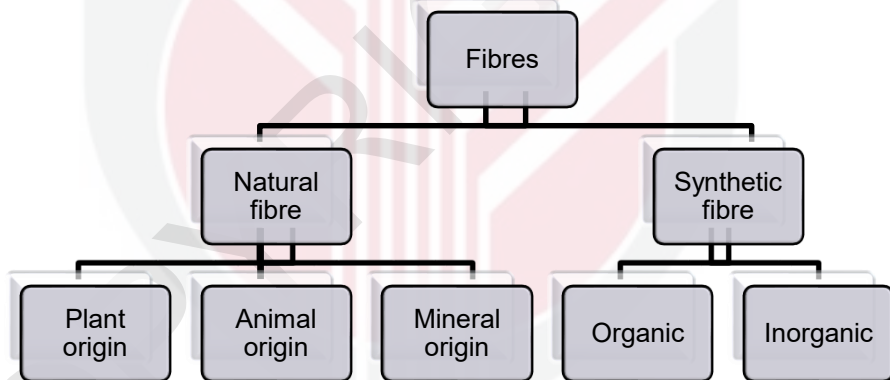 Fibres
Natural
fibre
Synthetic
fibre
Plant
origin
Animal
origin
Mineral
origin
Organic
Inorganic